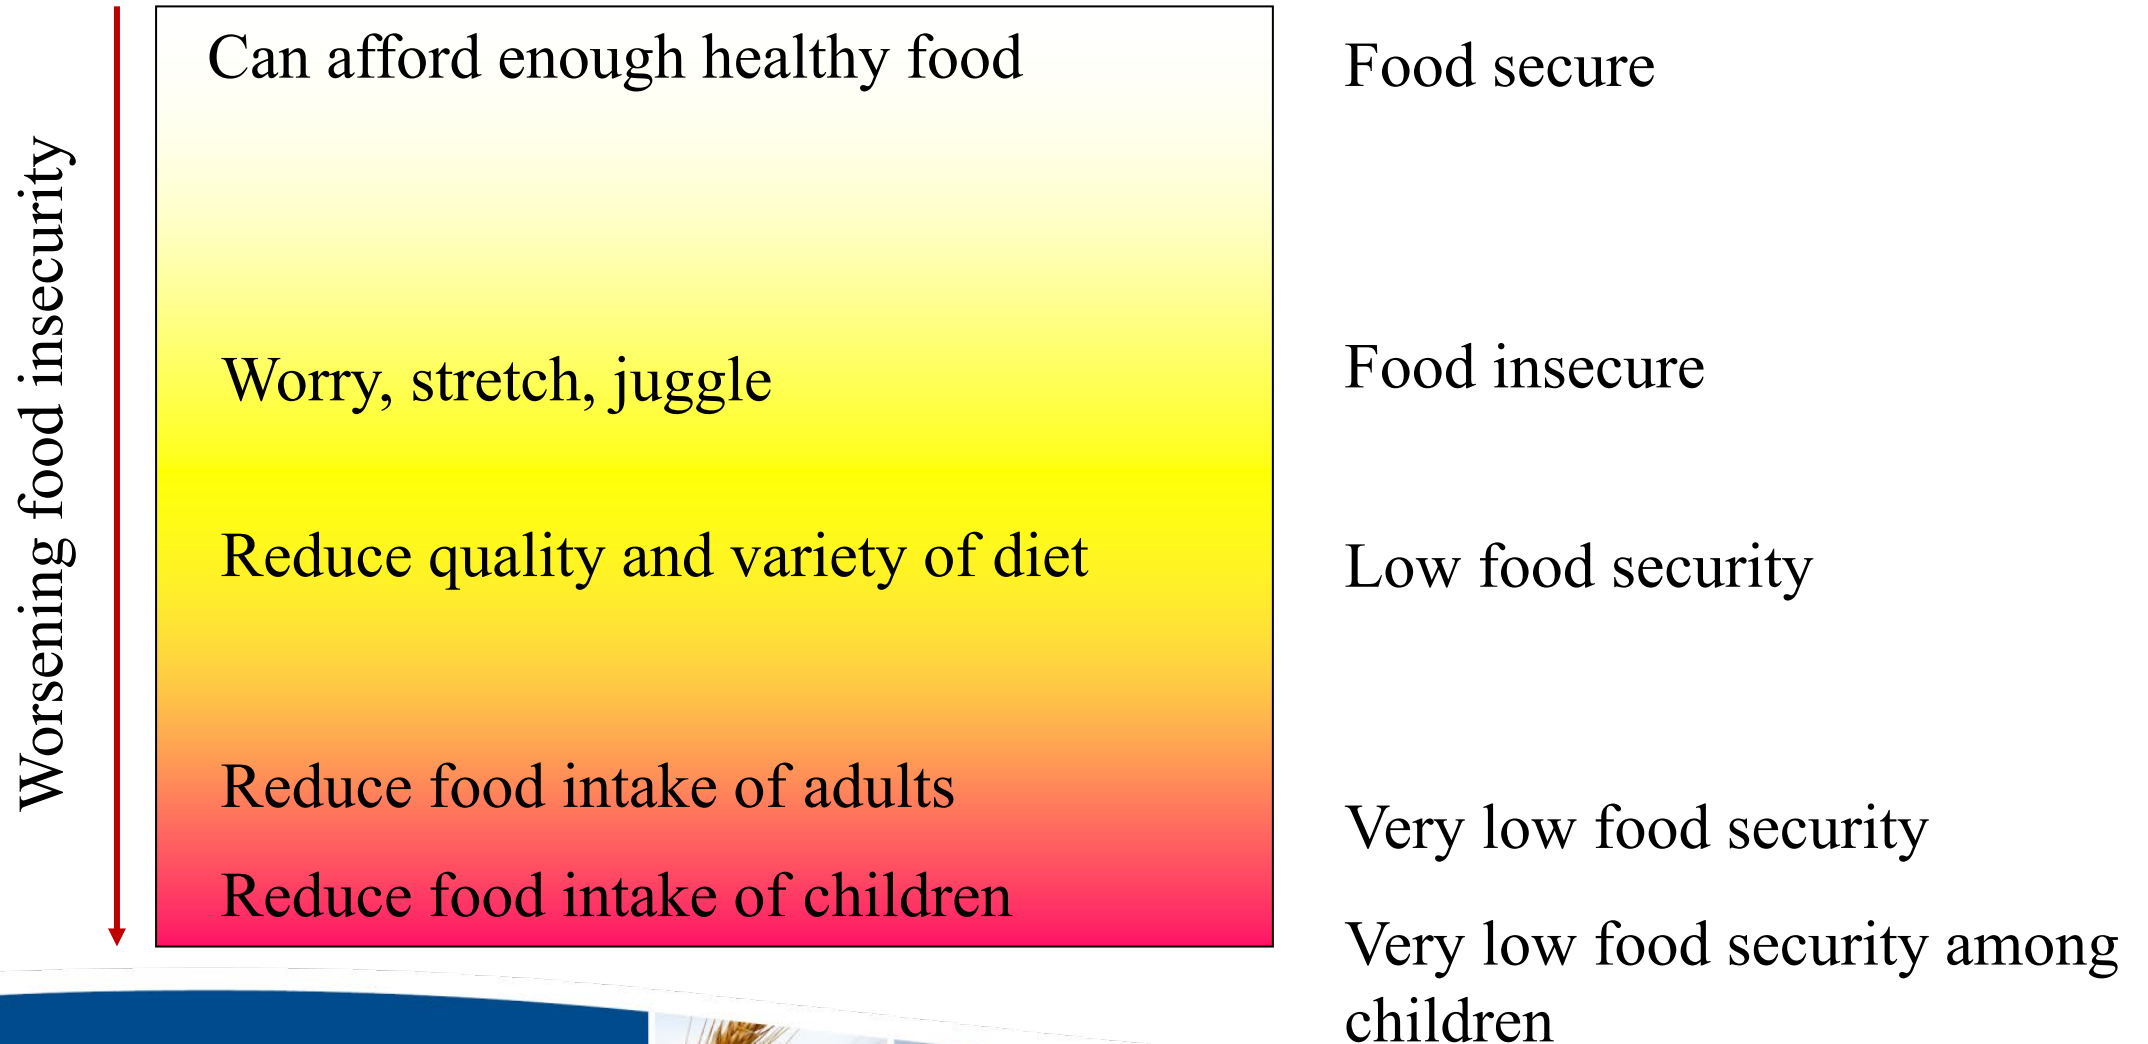 Worsening food insecurity
Can afford enough healthy food
Food secure
Worry, stretch, juggle
Food insecure
Reduce quality and variety of diet
Low food security
Reduce food intake of adults
Very low food security
Reduce food intake of children
Very low food security among
children